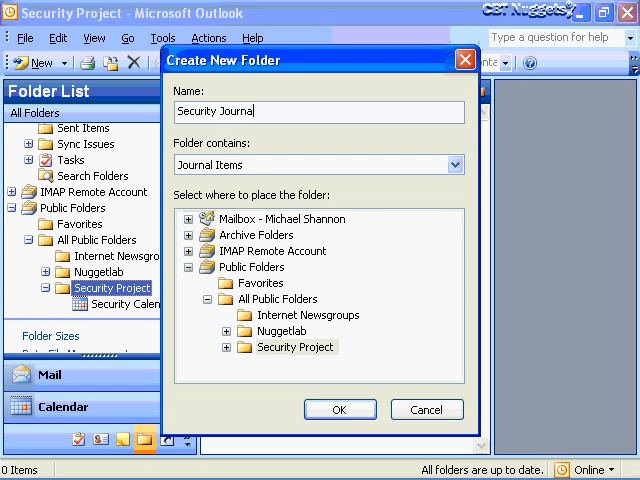 Security Project - Microsoft Outlook
CBT Nuggets
File Edit View Go Tools Actions Help
Type a question for help
New
Folder List
All Folders
Sent Items
Sync Issues
Tasks
Search Folders
IMAP Remote Account
Public Folders
Favorites
All Public Folders
Internet Newsgro
Nuggetlab
Security Project
Security Calen
Folder Sizes
Mail
Calendar
Create New Folder
Name:
Security Journa
Folder contains:
Journal Items
Select where to place the folder:
Mailbox - Michael Shannon
Archive Folders
IMAP Remote Account
Public Folders
Favorites
All Public Folders
Internet Newsgroups
Nuggetlab
Security Project
OK Cancel
0 Items
All folders are up to date.
Online